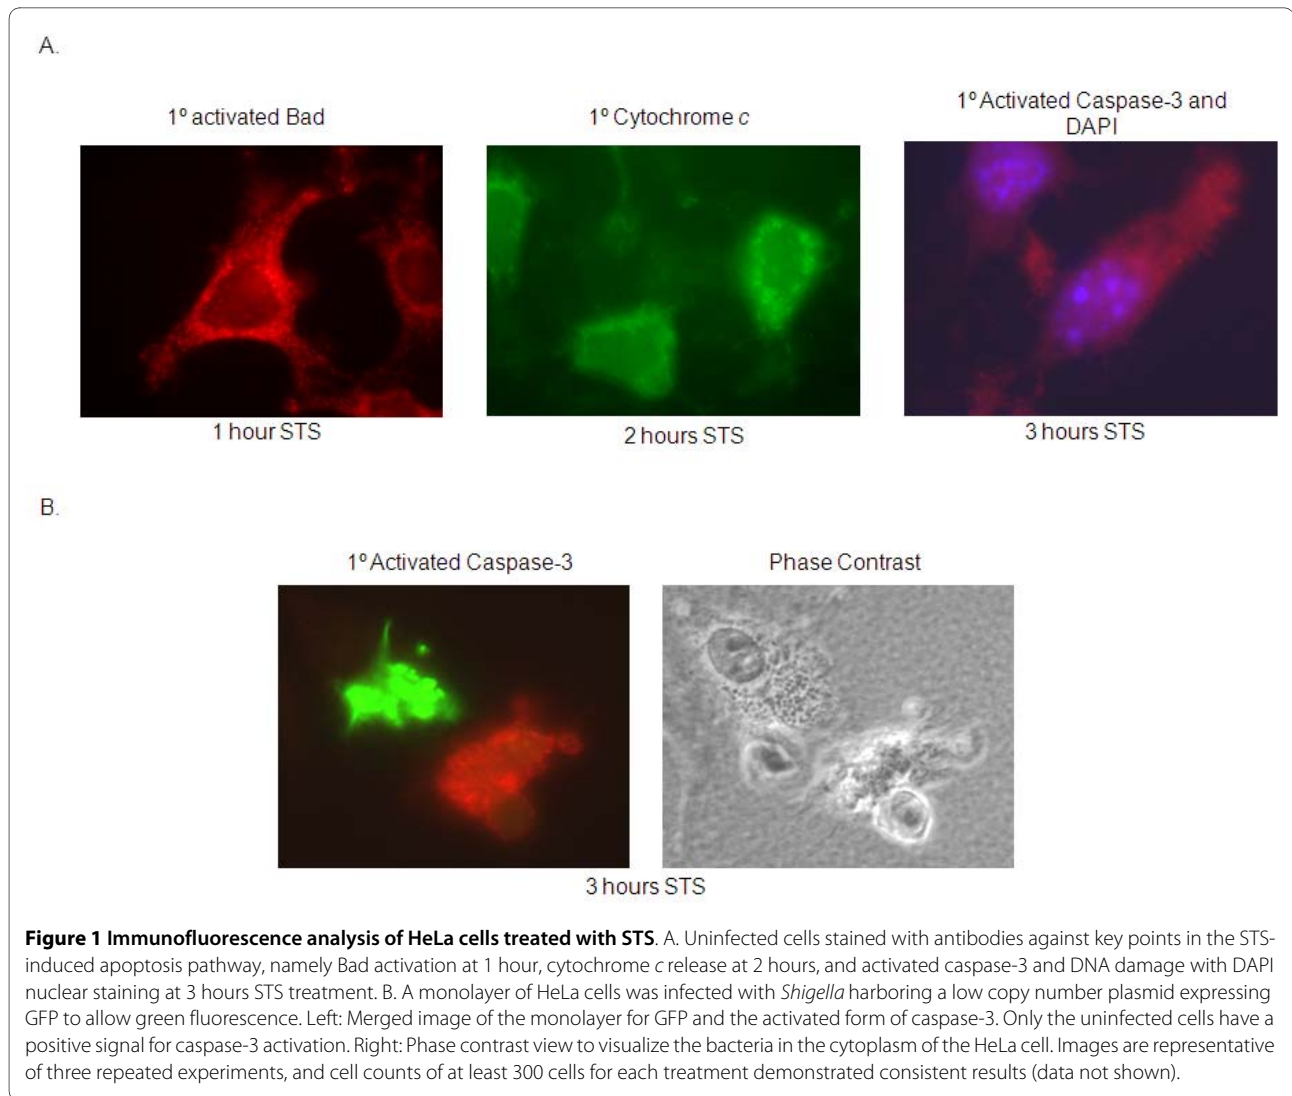 A.
1º activated Bad
1º Cytochrome c
1º Activated Caspase-3 and
DAPI
1 hour STS
2 hours STS
3 hours STS
B.
1º Activated Caspase-3
Phase Contrast
3 hours STS
Figure 1 Immunofluorescence analysis of HeLa cells treated with STS. A. Uninfected cells stained with antibodies against key points in the STS-
induced apoptosis pathway, namely Bad activation at 1 hour, cytochrome c release at 2 hours, and activated caspase-3 and DNA damage with DAPI
nuclear staining at 3 hours STS treatment. B. A monolayer of HeLa cells was infected with Shigella harboring a low copy number plasmid expressing
GFP to allow green fluorescence. Left: Merged image of the monolayer for GFP and the activated form of caspase-3. Only the uninfected cells have a
positive signal for caspase-3 activation. Right: Phase contrast view to visualize the bacteria in the cytoplasm of the HeLa cell. Images are representative
of three repeated experiments, and cell counts of at least 300 cells for each treatment demonstrated consistent results (data not shown).